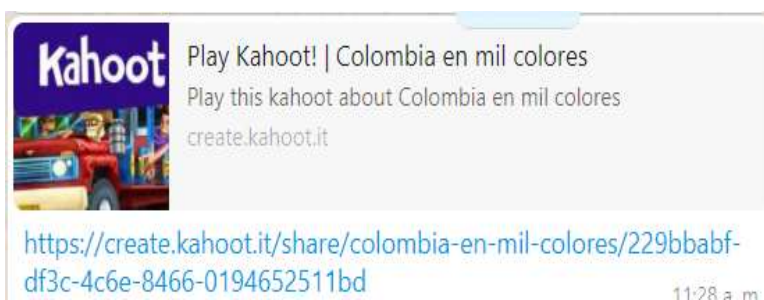 Kahoot
Play Kahoot! | Colombia en mil colores
Play this kahoot about Colombia en mil colores
create.kahoot.it
https://create.kahoot.it/share/colombia-en-mil-colores/229bbabf-
df3c-4c6e-8466-0194652511bd
11:28 a. m.